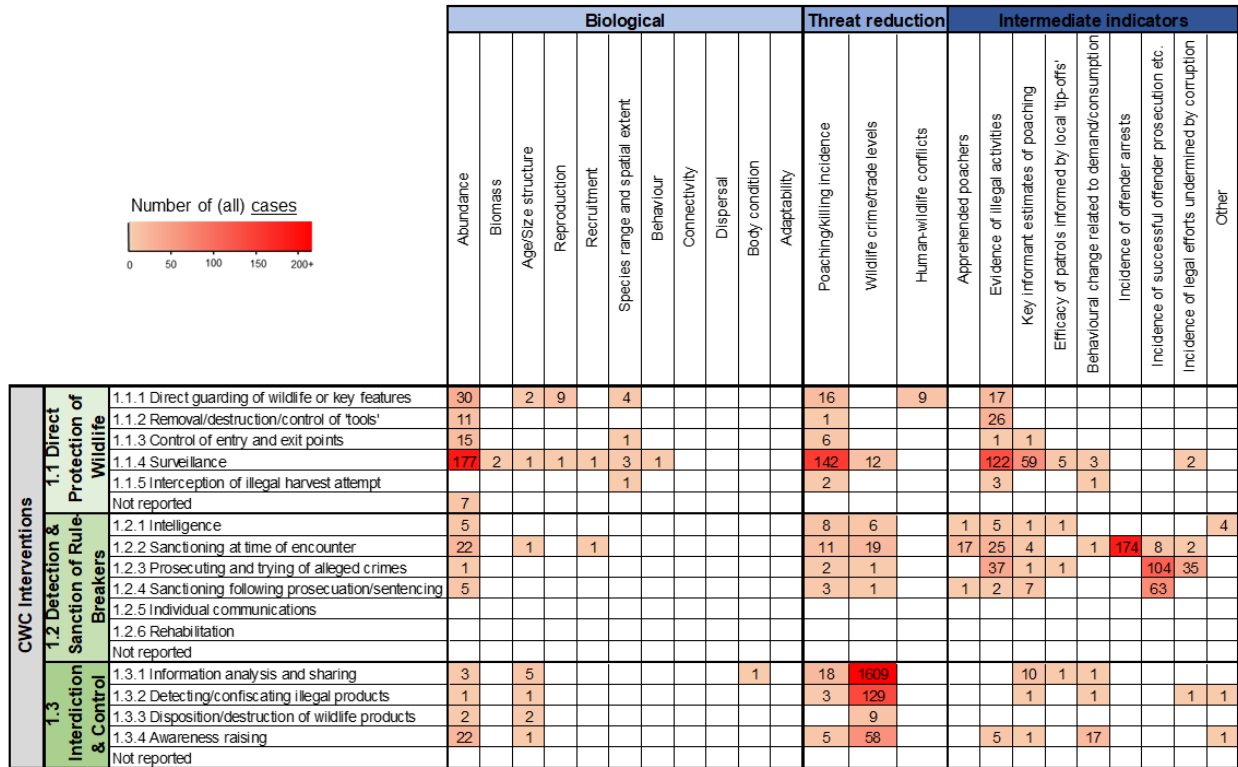 Biological Threat reduction Intermediate indicators
Number of (all) cases
0 50 100 150 200+
Abundance
Biomass
Age/Size structure
Reproduction
Recruitment
Species range and spatial extent
Behaviour
Connectivity
Dispersal
Body condition
Adaptability
Poaching/killing incidence
Wildlife crime/trade levels
Human-wildlife conflicts
Apprehended poachers
Evidence of illegal activities
Key informant estimates of poaching
Efficacy of patrols informed by local 'tip-offs'
Behavioural change related to demand/consumption
Incidence of offender arrests
Incidence of successful offender prosecution etc.
Incidence of legal efforts undermined by corruption
Other
CWC Interventions
1.1 Direct
Protection of
Wildlife
1.1.1 Direct guarding of wildlife or key features 30 2 9 4 16 9 17
1.1.2 Removal/destruction/control of 'tools' 11 1 26
1.1.3 Control of entry and exit points 15 1 6 1 1
1.1.4 Surveillance 177 2 1 1 1 3 1 142 12 122 59 5 3 2
1.1.5 Interception of illegal harvest attempt 1 2 3 1
Not reported 7
1.2 Detection &
Sanction of Rule-
Breakers
1.2.1 Intelligence 5 8 6 1 5 1 1 4
1.2.2 Sanctioning at time of encounter 22 1 1 11 19 17 25 4 1 174 8 2
1.2.3 Prosecuting and trying of alleged crimes 1 2 1 37 1 1 104 35
1.2.4 Sanctioning following prosecuation/sentencing 5 3 1 1 2 7 63
1.2.5 Individual communications
1.2.6 Rehabilitation
Not reported
1.3
Interdiction
& Control
1.3.1 Information analysis and sharing 3 5 1 18 1609 10 1 1
1.3.2 Detecting/confiscating illegal products 1 1 3 129 1 1 1 1
1.3.3 Disposition/destruction of wildlife products 2 2 9
1.3.4 Awareness raising 22 1 5 58 5 1 17 1
Not reported